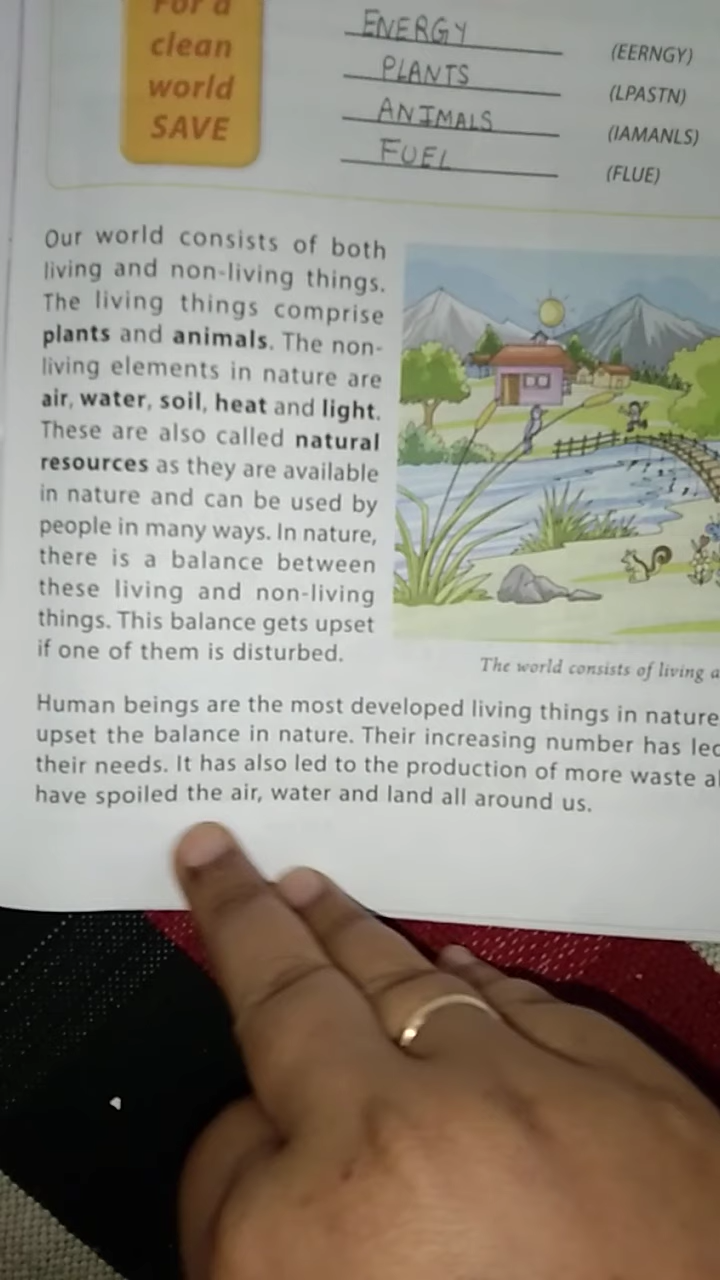 For a
clean
world
SAVE
ENERGY (EERNGY)
PLANTS (LPASTN)
ANIMALS (IAMANLS)
FUEL (FLUE)
Our world consists of both
living and non-living things.
The living things comprise
plants and animals. The non-
living elements in nature are
air, water, soil, heat and light.
These are also called natural
resources as they are available
in nature and can be used by
people in many ways. In nature,
there is a balance between
these living and non-living
things. This balance gets upset
if one of them is disturbed.
The world consists of living
Human beings are the most developed living things in nature
upset the balance in nature. Their increasing number has led
their needs. It has also led to the production of more waste
have spoiled the air, water and land all around us.